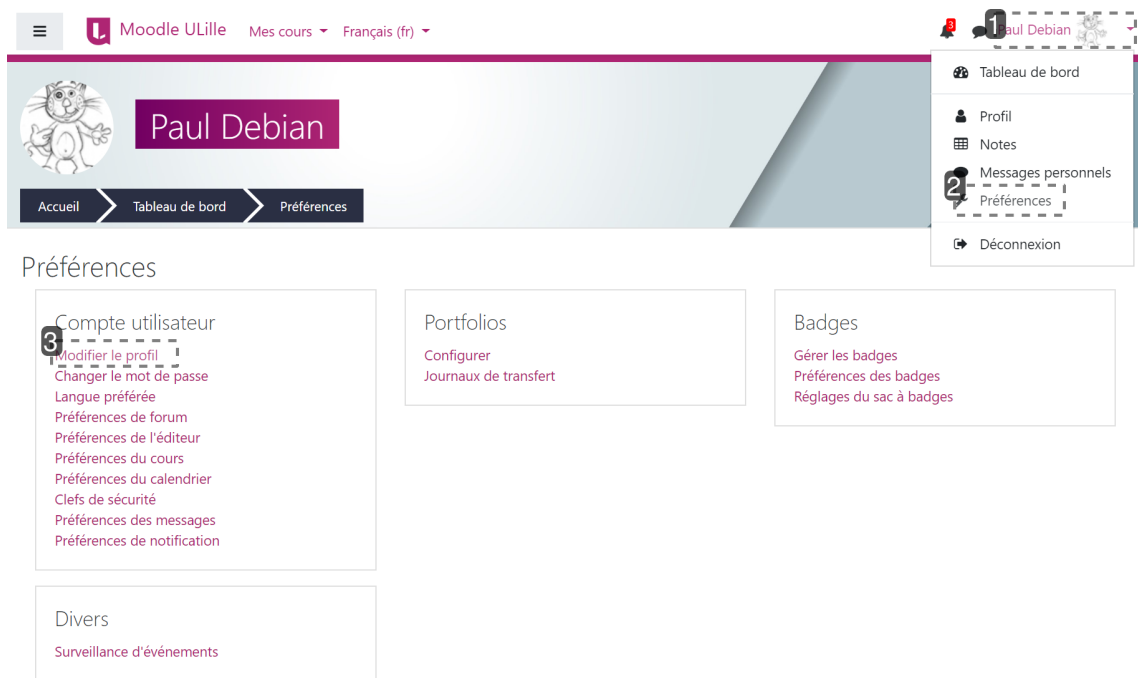 Moodle ULille Mes cours Français (fr) 3 1 Paul Debian
Tableau de bord
Profil
Notes
Messages personnels
2 Préférences
Déconnexion
Paul Debian
Accueil Tableau de bord Préférences
Préférences
Compte utilisateur
3 Modifier le profil
Changer le mot de passe
Langue préférée
Préférences de forum
Préférences de l'éditeur
Préférences du cours
Préférences du calendrier
Clefs de sécurité
Préférences des messages
Préférences de notification
Portfolios
Configurer
Journaux de transfert
Badges
Gérer les badges
Préférences des badges
Réglages du sac à badges
Divers
Surveillance d'événements